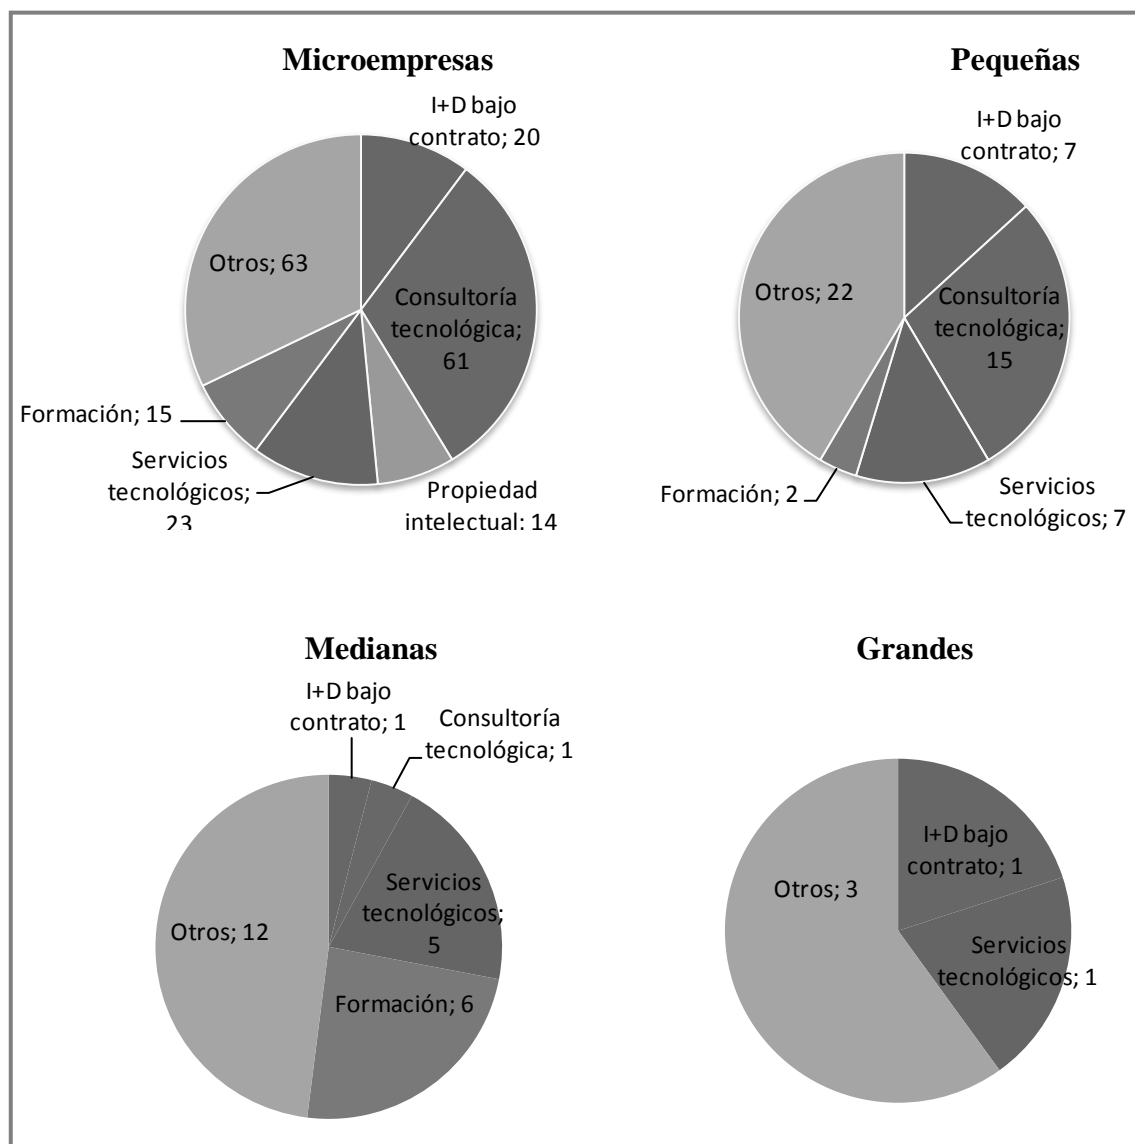 Microempresas
I+D bajo
contrato; 20
Otros; 63
Consultoría
tecnológica;
61
Formación; 15
Servicios
tecnológicos;
23
Propiedad
intelectual: 14
Pequeñas
I+D bajo
contrato; 7
Otros; 22
Consultoría
tecnológica;
15
Formación; 2
Servicios
tecnológicos; 7
Medianas
I+D bajo
contrato; 1
Consultoría
tecnológica; 1
Servicios
tecnológicos;
5
Otros; 12
Formación; 6
Grandes
I+D bajo
contrato; 1
Otros; 3
Servicios
tecnológicos; 1